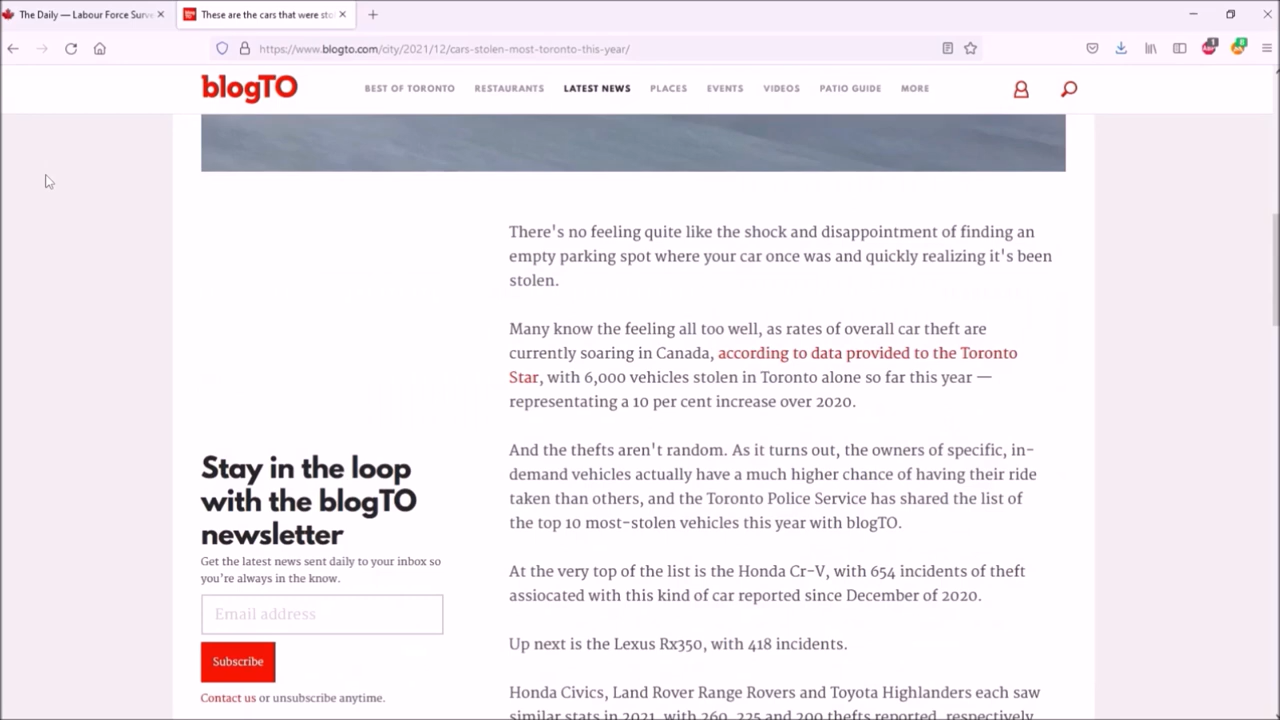 The Daily — Labour Force Surve
These are the cars that were sto
https://www.blogto.com/city/2021/12/cars-stolen-most-toronto-this-year/
blogTO
BEST OF TORONTO RESTAURANTS LATEST NEWS PLACES EVENTS VIDEOS PATIO GUIDE MORE
There's no feeling quite like the shock and disappointment of finding an
empty parking spot where your car once was and quickly realizing it's been
stolen.
Many know the feeling all too well, as rates of overall car theft are
currently soaring in Canada, according to data provided to the Toronto
Star, with 6,000 vehicles stolen in Toronto alone so far this year —
representating a 10 per cent increase over 2020.
And the thefts aren't random. As it turns out, the owners of specific, in-
demand vehicles actually have a much higher chance of having their ride
taken than others, and the Toronto Police Service has shared the list of
the top 10 most-stolen vehicles this year with blogTO.
At the very top of the list is the Honda Cr-V, with 654 incidents of theft
assiocated with this kind of car reported since December of 2020.
Up next is the Lexus Rx350, with 418 incidents.
Honda Civics, Land Rover Range Rovers and Toyota Highlanders each saw
similar stats in 2021, with 260, 225 and 200 thefts reported, respectively
Stay in the loop
with the blogTO
newsletter
Get the latest news sent daily to your inbox so
you're always in the know.
Email address
Subscribe
Contact us or unsubscribe anytime.